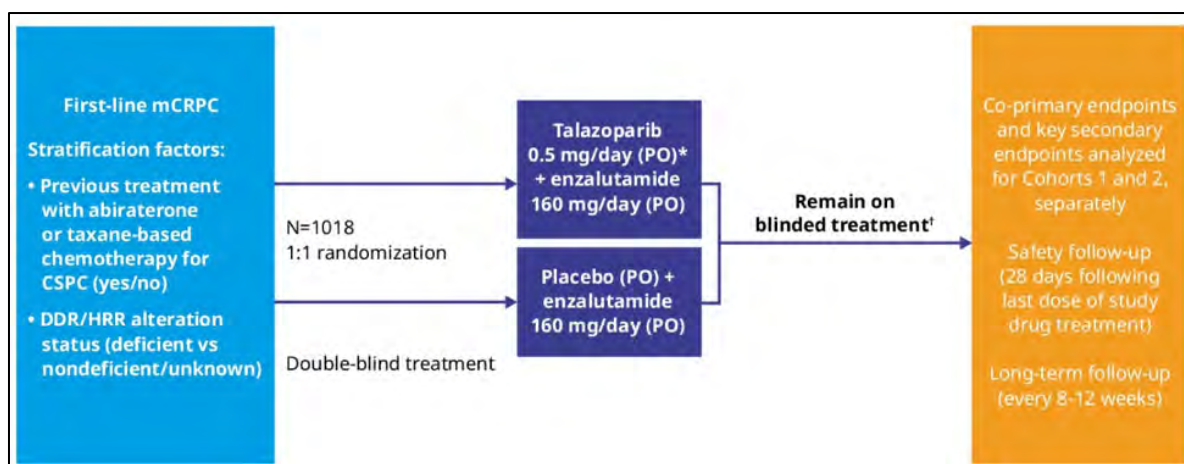 First-line mCRPC
Stratification factors:
• Previous treatment
with abiraterone
or taxane-based
chemotherapy for
CSPC (yes/no)
• DDR/HRR alteration
status (deficient vs
nondeficient/unknown)
N=1018
1:1 randomization
Double-blind treatment
Talazoparib
0.5 mg/day (PO)*
+ enzalutamide
160 mg/day (PO)
Placebo (PO) +
enzalutamide
160 mg/day (PO)
Remain on
blinded treatment†
Co-primary endpoints
and key secondary
endpoints analyzed
for Cohorts 1 and 2,
separately
Safety follow-up
(28 days following
last dose of study
drug treatment)
Long-term follow-up
(every 8-12 weeks)